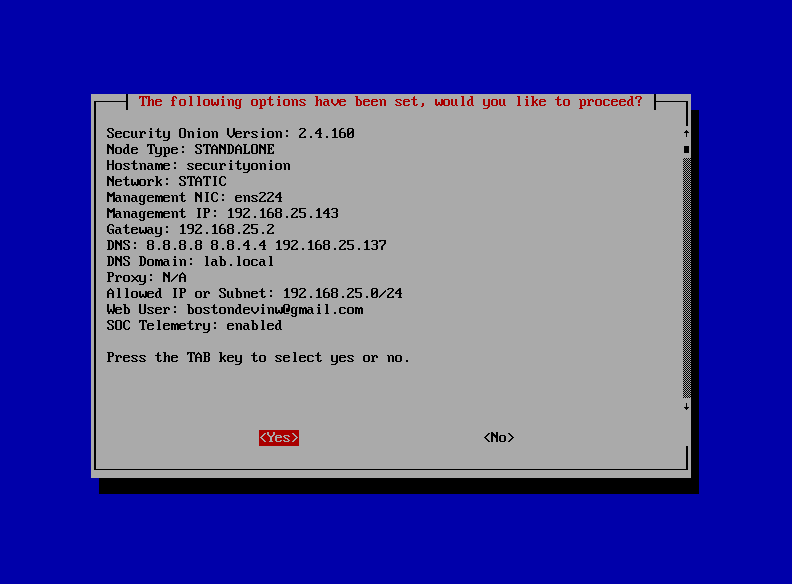 The following options have been set, would you like to proceed?
Security Onion Version: 2.4.160
Node Type: STANDALONE
Hostname: securityonion
Network: STATIC
Management NIC: ens224
Management IP: 192.168.25.143
Gateway: 192.168.25.2
DNS: 8.8.8.8 8.8.4.4 192.168.25.137
DNS Domain: lab.local
Proxy: N/A
Allowed IP or Subnet: 192.168.25.0/24
Web User: bostondevinw@gmail.com
SOC Telemetry: enabled
Press the TAB key to select yes or no.
<Yes> <No>